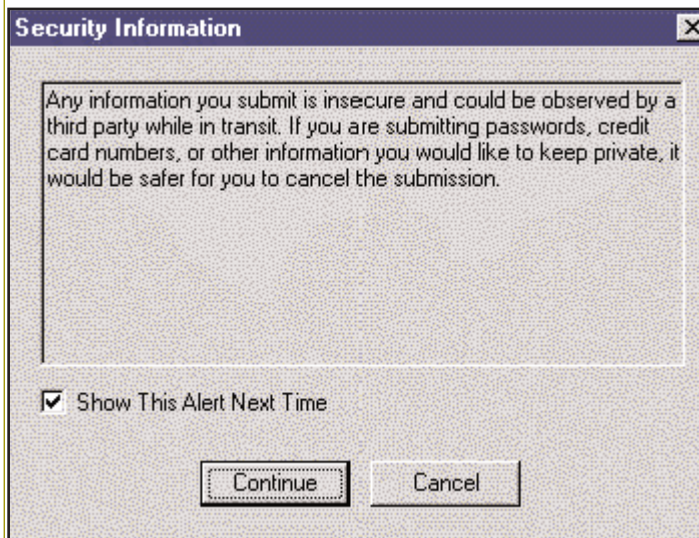 Security Information
Any information you submit is insecure and could be observed by a
third party while in transit. If you are submitting passwords, credit
card numbers, or other information you would like to keep private, it
would be safer for you to cancel the submission.
Show This Alert Next Time
Continue
Cancel